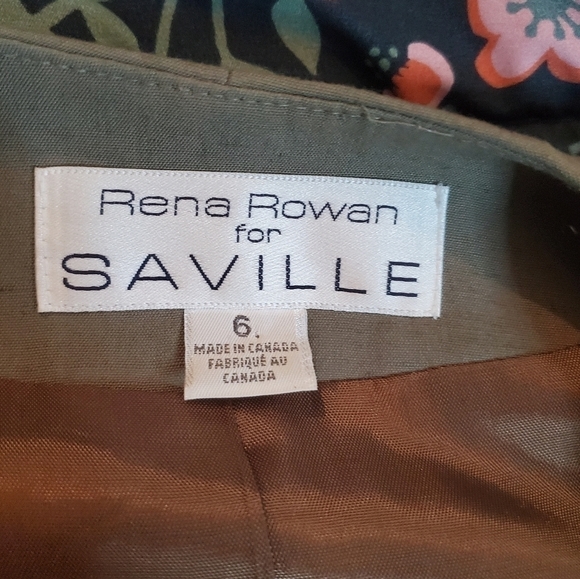 Rena Rowan
for
SAVILLE
6.
MADE IN CANADA
FABRIQUÉ AU
CANADA